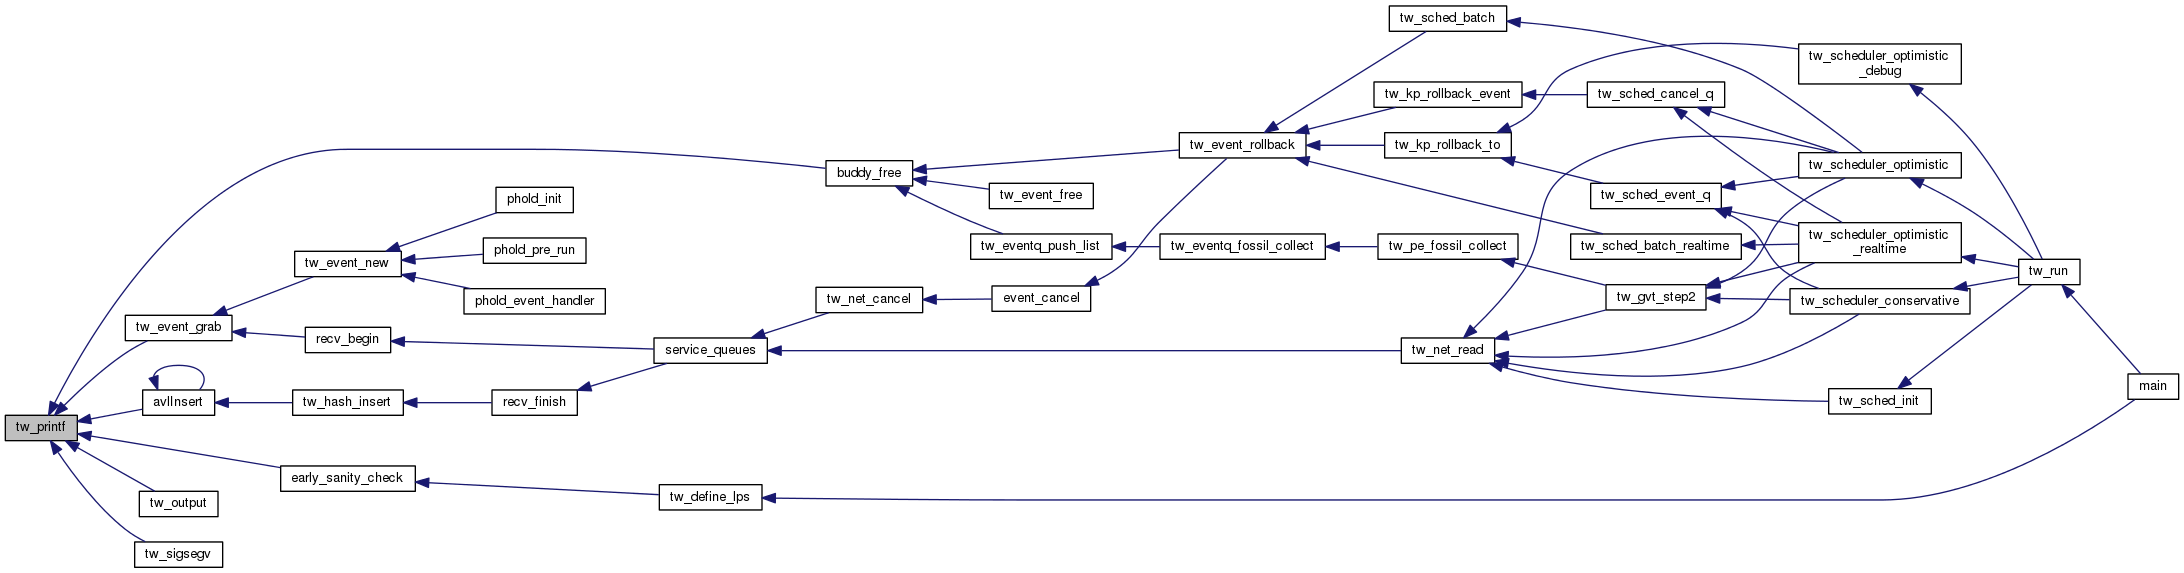 tw_printf
buddy_free
tw_event_grab
avlInsert
early_sanity_check
tw_output
tw_sigsegv
tw_event_new
recv_begin
tw_hash_insert
phold_init
phold_pre_run
phold_event_handler
recv_finish
service_queues
tw_define_lps
tw_net_cancel
event_cancel
tw_event_rollback
tw_event_free
tw_eventq_push_list
tw_eventq_fossil_collect
tw_pe_fossil_collect
tw_sched_batch
tw_kp_rollback_event
tw_kp_rollback_to
tw_net_read
tw_sched_cancel_q
tw_sched_event_q
tw_sched_batch_realtime
tw_gvt_step2
tw_scheduler_optimistic
_debug
tw_scheduler_optimistic
tw_scheduler_optimistic
_realtime
tw_scheduler_conservative
tw_sched_init
tw_run
main